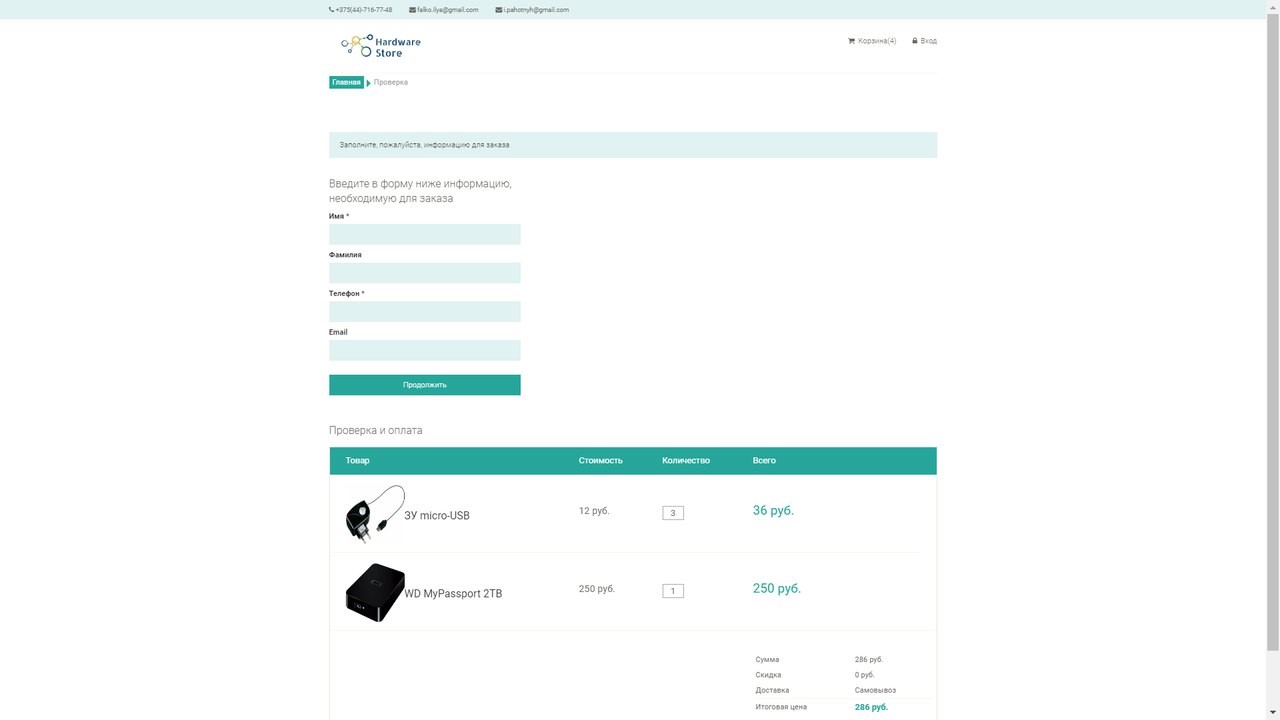 +375(44)-716-77-48 falko.ilya@gmail.com i.pahotnyh@gmail.com
Hardware
Store
Корзина(4) Вход
Главная Проверка
Заполните, пожалуйста, информацию для заказа
Введите в форму ниже информацию,
необходимую для заказа
Имя *
Фамилия
Телефон *
Email
Продолжить
Проверка и оплата
Товар Стоимость Количество Всего
ЗУ micro-USB 12 руб. 3 36 руб.
WD MyPassport 2TB 250 руб. 1 250 руб.
Сумма 286 руб.
Скидка 0 руб.
Доставка Самовывоз
Итоговая цена 286 руб.